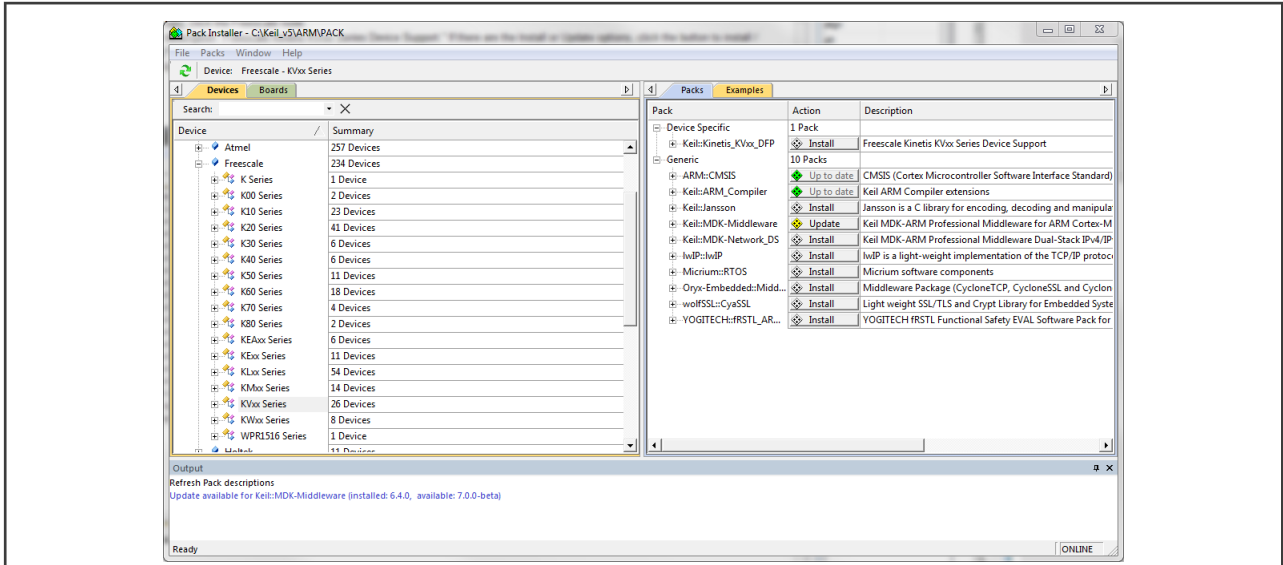 Pack Installer - C:\Keil_v5\ARM\PACK
File Packs Window Help
Device: Freescale - KVxx Series
Devices Boards
Search:
Device / Summary
Atmel 257 Devices
Freescale 234 Devices
K Series 1 Device
K00 Series 2 Devices
K10 Series 23 Devices
K20 Series 41 Devices
K30 Series 6 Devices
K40 Series 6 Devices
K50 Series 11 Devices
K60 Series 18 Devices
K70 Series 4 Devices
K80 Series 2 Devices
KEAxx Series 6 Devices
KExx Series 11 Devices
KLxx Series 54 Devices
KMxx Series 14 Devices
KVxx Series 26 Devices
KWxx Series 8 Devices
WPR1516 Series 1 Device
Holtek 11 Devices
Packs Examples
Pack Action Description
Device Specific 1 Pack
Keil::Kinetis_KVxx_DFP Install Freescale Kinetis KVxx Series Device Support
Generic 10 Packs
ARM::CMSIS Up to date CMSIS (Cortex Microcontroller Software Interface Standard)
Keil::ARM_Compiler Up to date Keil ARM Compiler extensions
Keil::Jansson Install Jansson is a C library for encoding, decoding and manipula
Keil::MDK-Middleware Update Keil MDK-ARM Professional Middleware for ARM Cortex-M
Keil::MDK-Network_DS Install Keil MDK-ARM Professional Middleware Dual-Stack IPv4/IP
lwIP::lwIP Install lwIP is a light-weight implementation of the TCP/IP protoc
Micrium::RTOS Install Micrium software components
Oryx-Embedded::Midd... Install Middleware Package (CycloneTCP, CycloneSSL and Cyclon
wolfSSL::CyaSSL Install Light weight SSL/TLS and Crypt Library for Embedded Syste
YOGITECH::fRSTL_AR... Install YOGITECH fRSTL Functional Safety EVAL Software Pack for
Output
Refresh Pack descriptions
Update available for Keil::MDK-Middleware (installed: 6.4.0, available: 7.0.0-beta)
Ready ONLINE